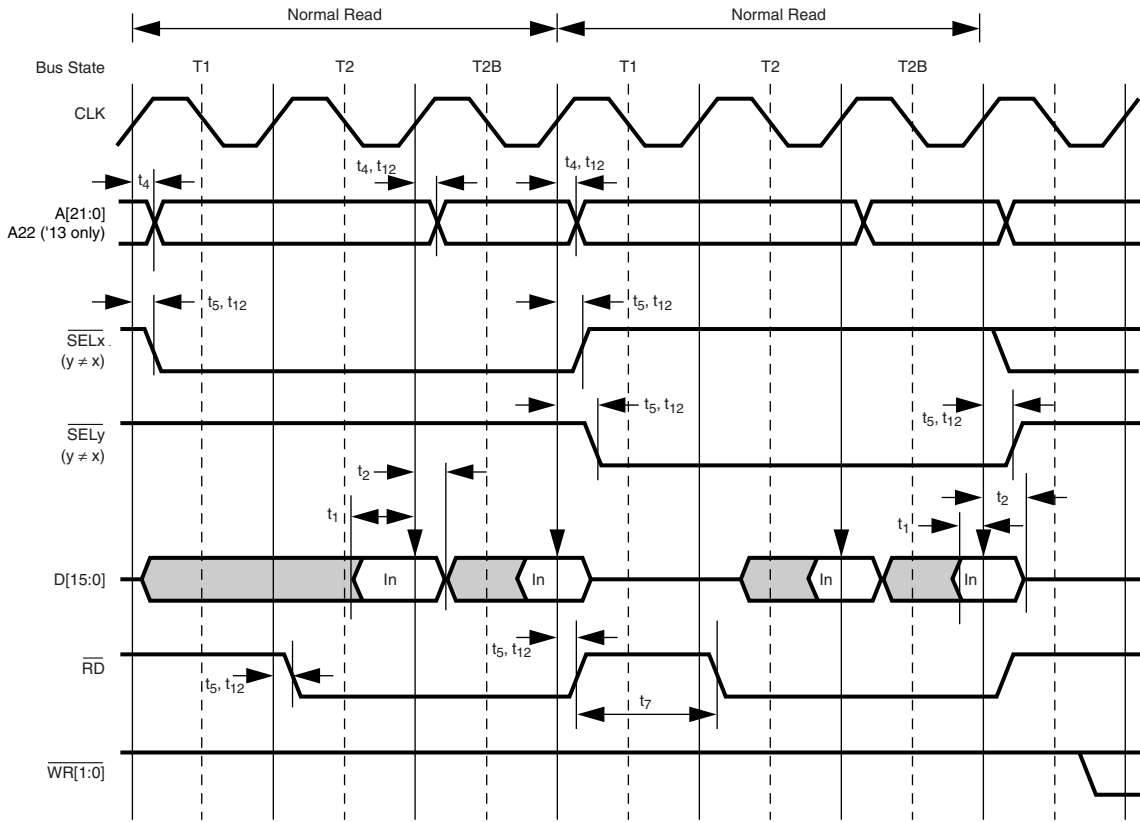 Normal Read Normal Read
Bus State T1 T2 T2B T1 T2 T2B
CLK
t4 t4, t12 t4, t12
A[21:0]
A22 ('13 only)
t5, t12 t5, t12
SELx
(y ≠ x)
t5, t12 t5, t12
SELy
(y ≠ x)
t2 t2
t1 t1
D[15:0] In In In In
t5, t12
RD
t5, t12
t7
WR[1:0]